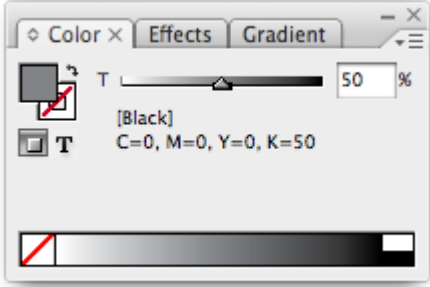 Color Effects Gradient
T 50 %
[Black]
C=0, M=0, Y=0, K=50
T